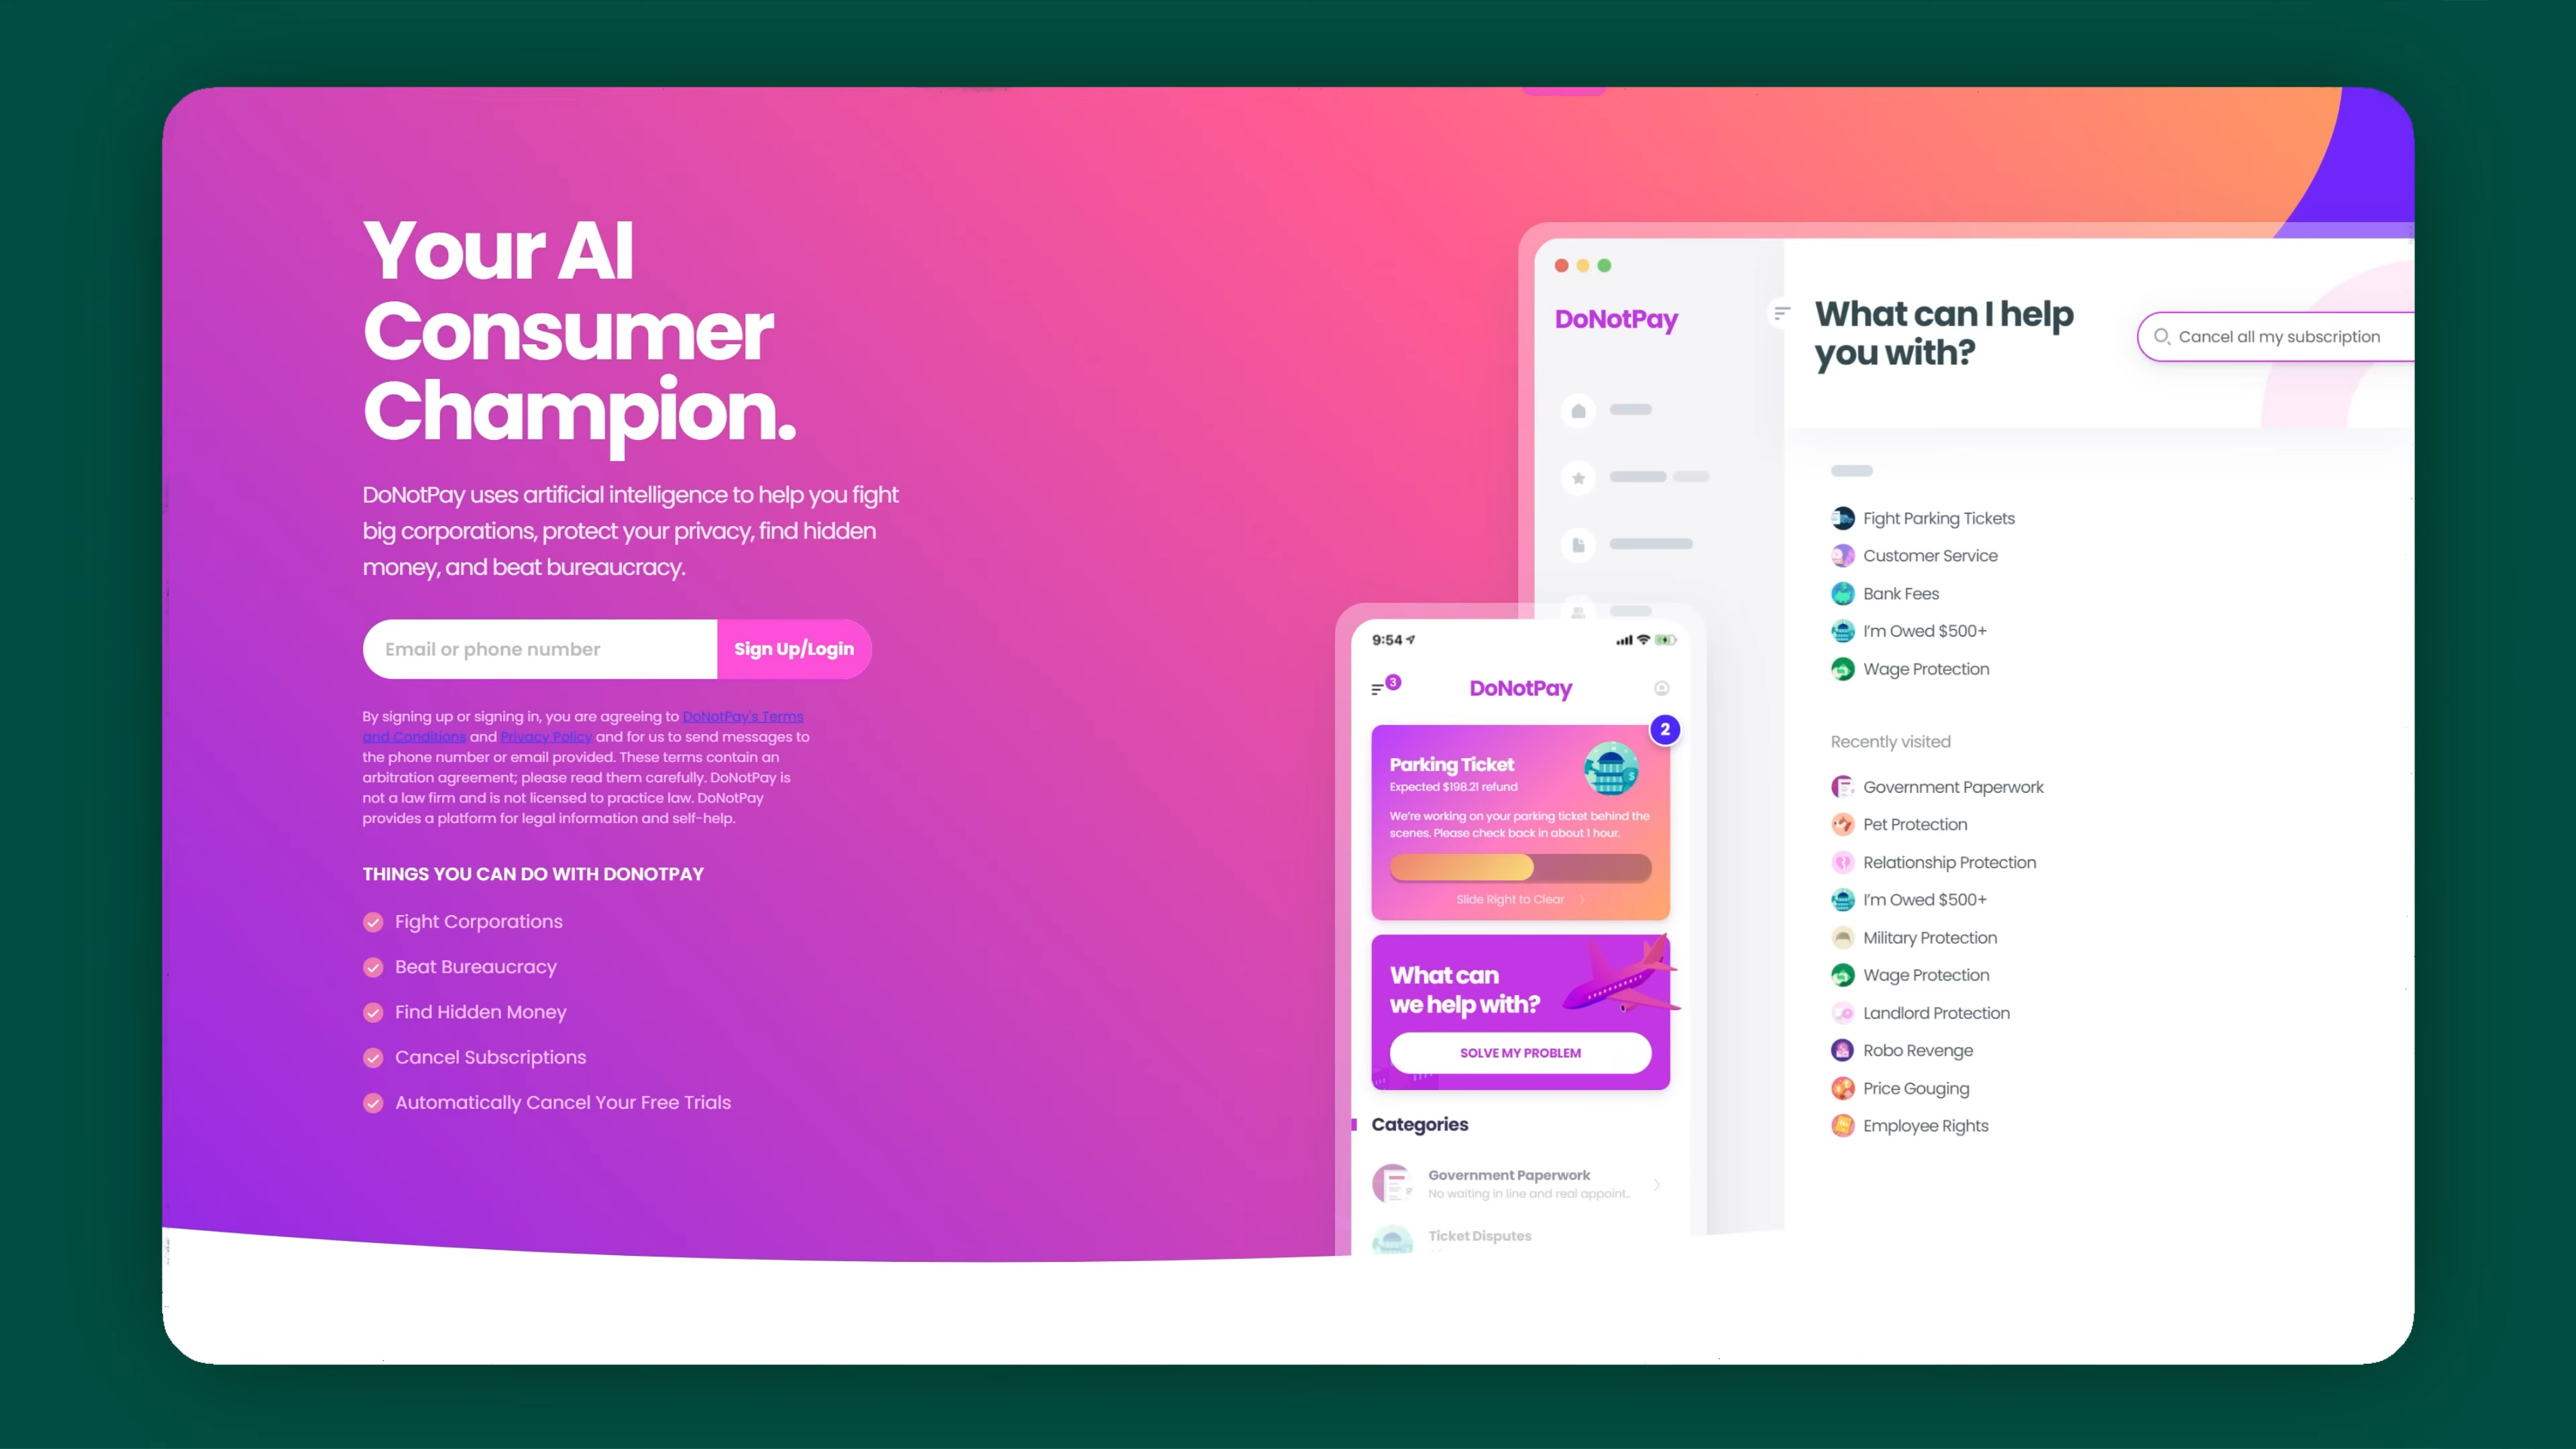 Your AI
Consumer
Champion.
DoNotPay uses artificial intelligence to help you fight
big corporations, protect your privacy, find hidden
money, and beat bureaucracy.
Email or phone number
Sign Up/Login
By signing up or signing in, you are agreeing to DoNotPay's Terms
and Conditions and Privacy Policy and for us to send messages to
the phone number or email provided. These terms contain an
arbitration agreement; please read them carefully. DoNotPay is
not a law firm and is not licensed to practice law. DoNotPay
provides a platform for legal information and self-help.
THINGS YOU CAN DO WITH DONOTPAY
Fight Corporations
Beat Bureaucracy
Find Hidden Money
Cancel Subscriptions
Automatically Cancel Your Free Trials
DoNotPay
What can I help
you with?
Cancel all my subscription
Fight Parking Tickets
Customer Service
Bank Fees
I'm Owed $500+
Wage Protection
Recently visited
Government Paperwork
Pet Protection
Relationship Protection
I'm Owed $500+
Military Protection
Wage Protection
Landlord Protection
Robo Revenge
Price Gouging
Employee Rights
9:54
3
DoNotPay
2
Parking Ticket
Expected $198.21 refund
We're working on your parking ticket behind the
scenes. Please check back in about 1 hour.
Slide Right to Clear
What can
we help with?
SOLVE MY PROBLEM
Categories
Government Paperwork
No waiting in line and real appoint..
Ticket Disputes